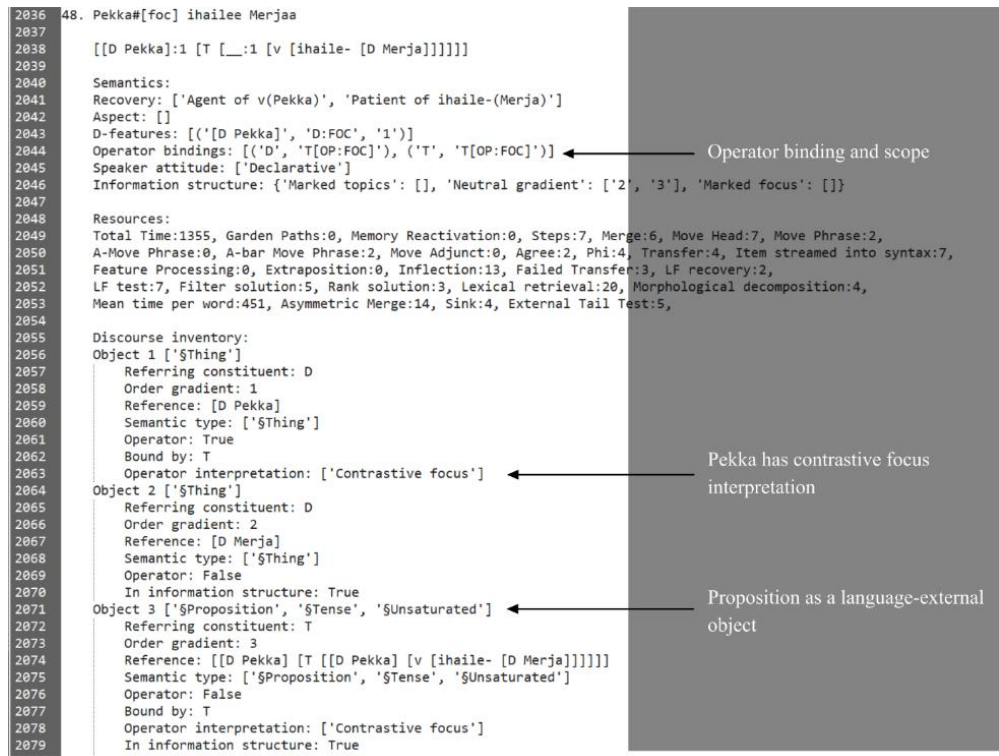 2036 48. Pekka#[foc] ihailee Merjaa
2037
2038 [[D Pekka]:1 [T [__:1 [v [ihaile- [D Merja]]]]]]
2039
2040 Semantics:
2041 Recovery: ['Agent of v(Pekka)', 'Patient of ihaile-(Merja)']
2042 Aspect: []
2043 D-features: [('[D Pekka]', 'D:FOC', '1')]
2044 Operator bindings: [('D', 'T[OP:FOC]'), ('T', 'T[OP:FOC]')] Operator binding and scope
2045 Speaker attitude: ['Declarative']
2046 Information structure: {'Marked topics': [], 'Neutral gradient': ['2', '3'], 'Marked focus': []}
2047
2048 Resources:
2049 Total Time:1355, Garden Paths:0, Memory Reactivation:0, Steps:7, Merge:6, Move Head:7, Move Phrase:2,
2050 A-Move Phrase:0, A-bar Move Phrase:2, Move Adjunct:0, Agree:2, Phi:4, Transfer:4, Item streamed into syntax:7,
2051 Feature Processing:0, Extraposition:0, Inflection:13, Failed Transfer:3, LF recovery:2,
2052 LF test:7, Filter solution:5, Rank solution:3, Lexical retrieval:20, Morphological decomposition:4,
2053 Mean time per word:451, Asymmetric Merge:14, Sink:4, External Tail Test:5,
2054
2055 Discourse inventory:
2056 Object 1 ['§Thing']
2057 Referring constituent: D
2058 Order gradient: 1
2059 Reference: [D Pekka]
2060 Semantic type: ['§Thing']
2061 Operator: True
2062 Bound by: T
2063 Operator interpretation: ['Contrastive focus'] Pekka has contrastive focus
interpretation
2064 Object 2 ['§Thing']
2065 Referring constituent: D
2066 Order gradient: 2
2067 Reference: [D Merja]
2068 Semantic type: ['§Thing']
2069 Operator: False
2070 In information structure: True
2071 Object 3 ['§Proposition', '§Tense', '§Unsaturated'] Proposition as a language-external
object
2072 Referring constituent: T
2073 Order gradient: 3
2074 Reference: [[D Pekka] [T [[D Pekka] [v [ihaile- [D Merja]]]]]]
2075 Semantic type: ['§Proposition', '§Tense', '§Unsaturated']
2076 Operator: False
2077 Bound by: T
2078 Operator interpretation: ['Contrastive focus']
2079 In information structure: True